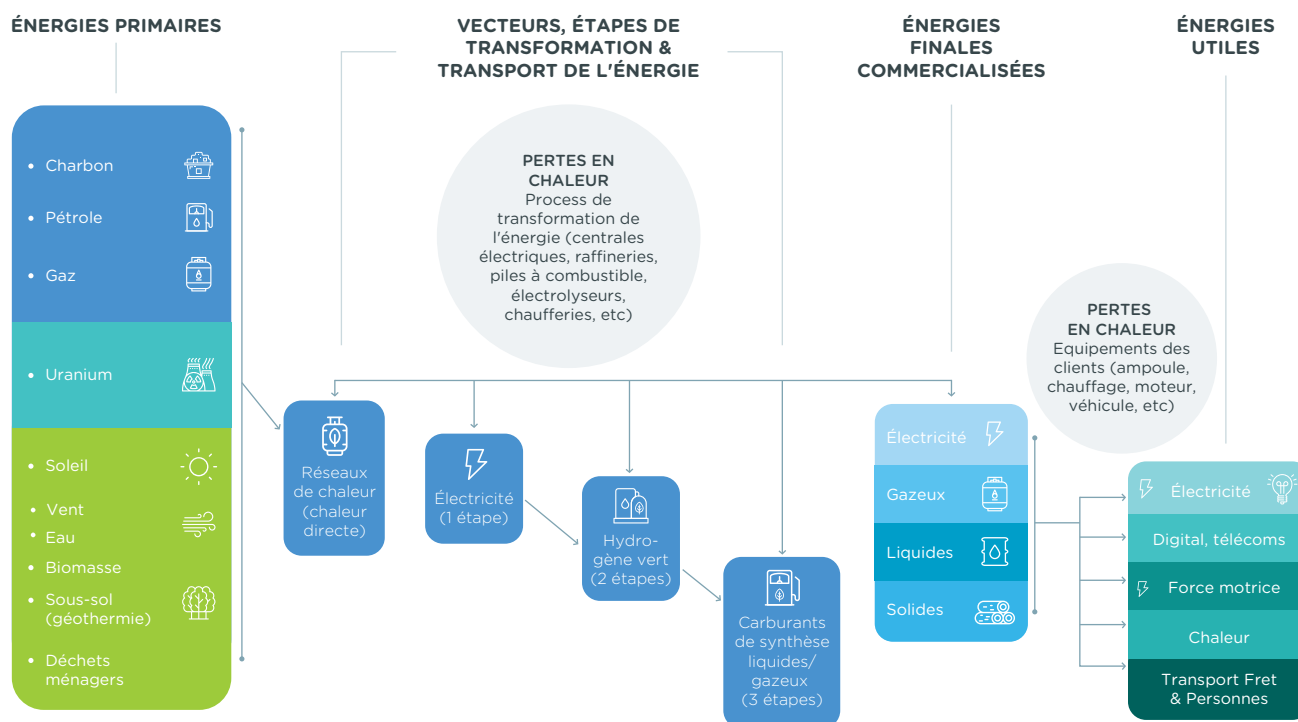 ÉNERGIES PRIMAIRES
VECTEURS, ÉTAPES DE
TRANSFORMATION &
TRANSPORT DE L'ÉNERGIE
ÉNERGIES
FINALES
COMMERCIALISÉES
ÉNERGIES
UTILES
• Charbon
• Pétrole
• Gaz
• Uranium
• Soleil
• Vent
• Eau
• Biomasse
• Sous-sol
(géothermie)
• Déchets
ménagers
PERTES EN
CHALEUR
Process de
transformation de
l'énergie (centrales
électriques, raffineries,
piles à combustible,
électrolyseurs,
chaufferies, etc)
Réseaux
de chaleur
(chaleur
directe)
Électricité
(1 étape)
Hydro-
gène vert
(2 étapes)
Carburants
de synthèse
liquides/
gazeux
(3 étapes)
Électricité
Gazeux
Liquides
Solides
PERTES
EN CHALEUR
Equipements des
clients (ampoule,
chauffage, moteur,
véhicule, etc)
Électricité
Digital, télécoms
Force motrice
Chaleur
Transport Fret
& Personnes